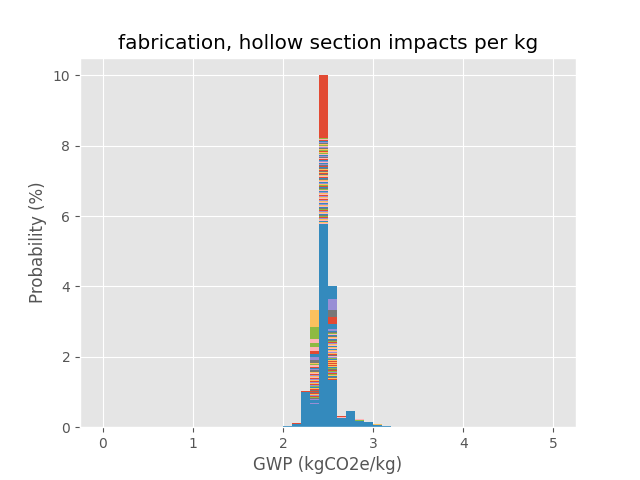 fabrication, hollow section impacts per kg
Probability (%)
10
8
6
4
2
0
0 1 2 3 4 5
GWP (kgCO2e/kg)